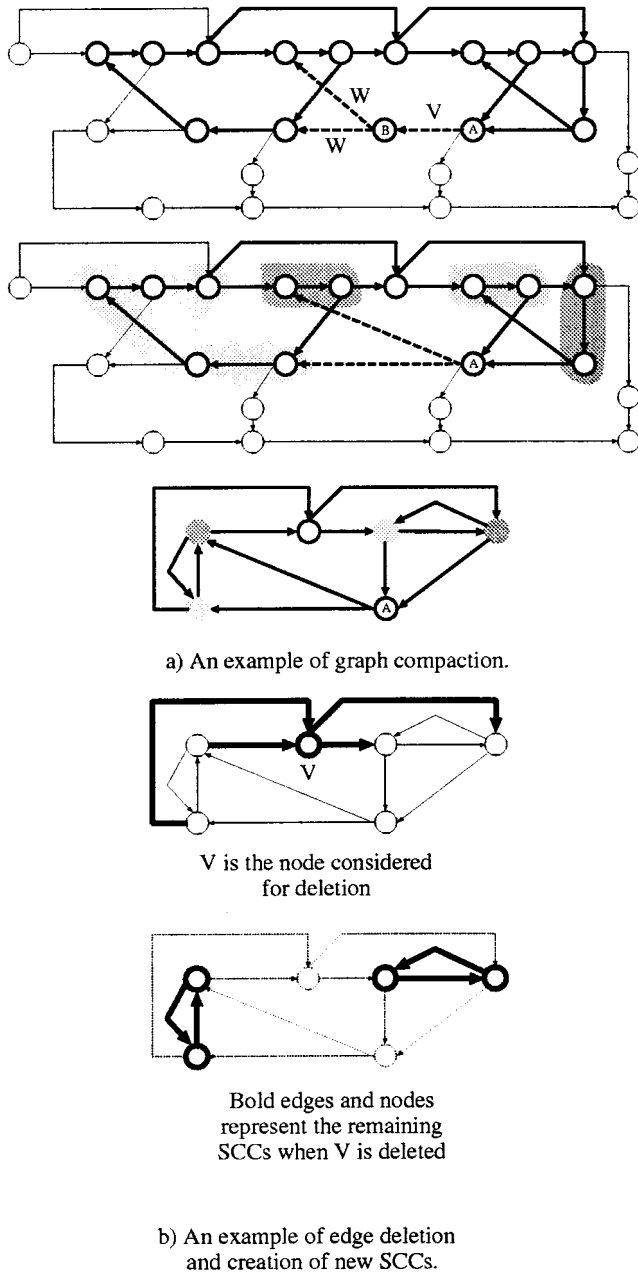 W
V
B
A
W
A
A
a) An example of graph compaction.
V
V is the node considered
for deletion
Bold edges and nodes
represent the remaining
SCCs when V is deleted
b) An example of edge deletion
and creation of new SCCs.